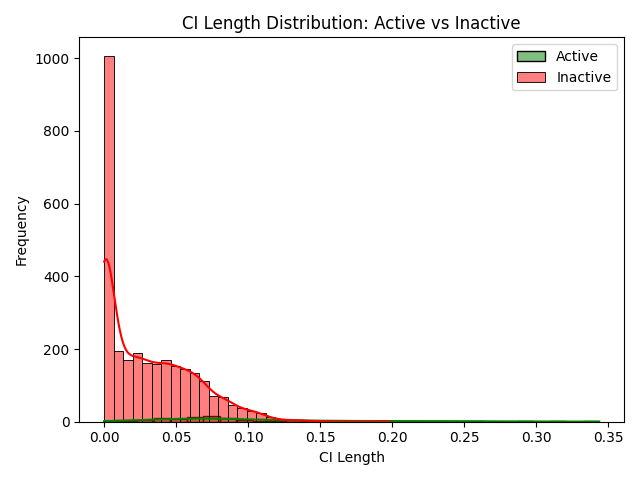 CI Length Distribution: Active vs Inactive
Active
Inactive
1000
800
600
400
200
0
Frequency
0.00 0.05 0.10 0.15 0.20 0.25 0.30 0.35
CI Length